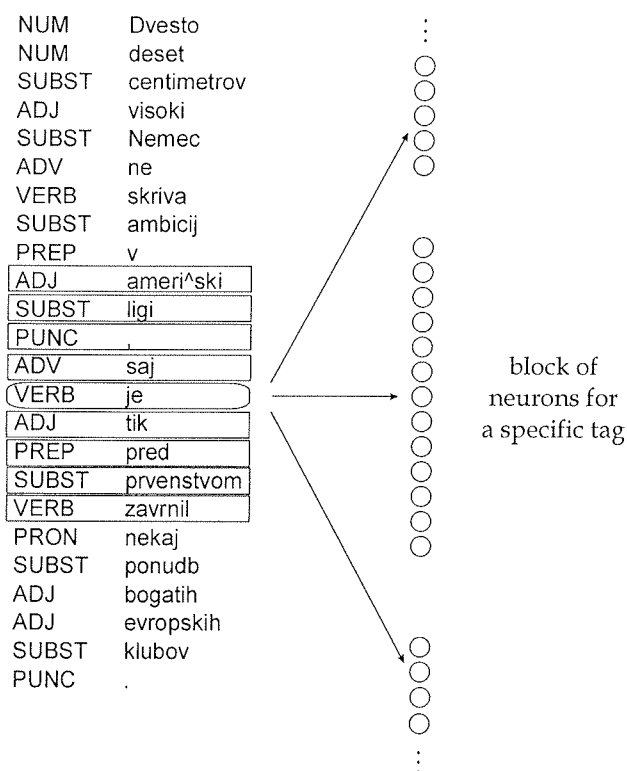 NUM Dvesto
NUM deset
SUBST centimetrov
ADJ visoki
SUBST Nemec
ADV ne
VERB skriva
SUBST ambicij
PREP v
ADJ ameri^ski
SUBST ligi
PUNC ,
ADV saj
VERB je
ADJ tik
PREP pred
SUBST prvenstvom
VERB zavrnil
PRON nekaj
SUBST ponudb
ADJ bogatih
ADJ evropskih
SUBST klubov
PUNC .
block of
neurons for
a specific tag